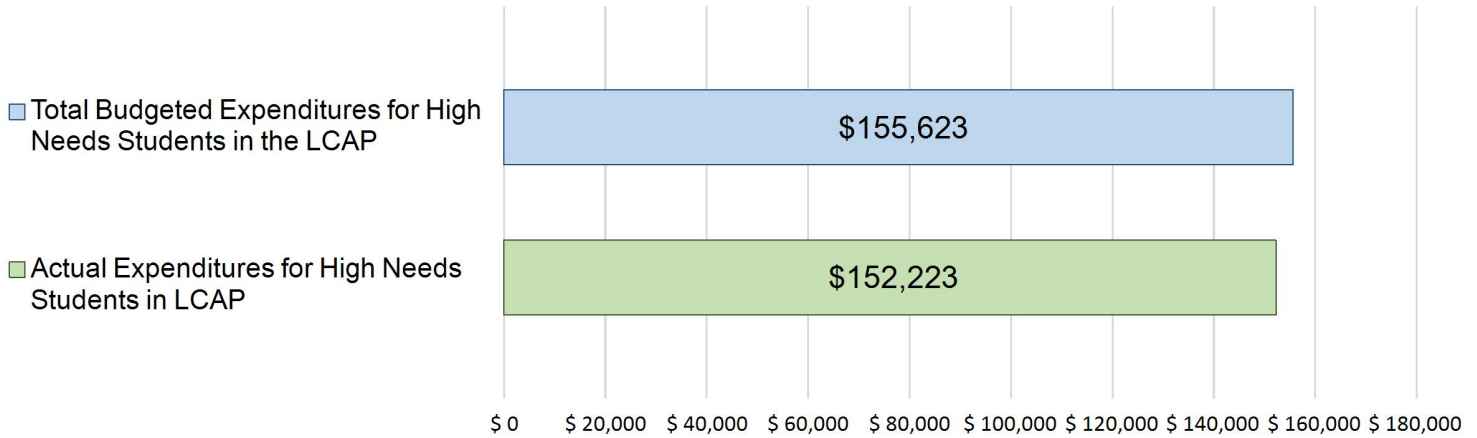 Total Budgeted Expenditures for High
Needs Students in the LCAP
$155,623
Actual Expenditures for High Needs
Students in LCAP
$152,223
$ 0 $ 20,000 $ 40,000 $ 60,000 $ 80,000 $ 100,000 $ 120,000 $ 140,000 $ 160,000 $ 180,000